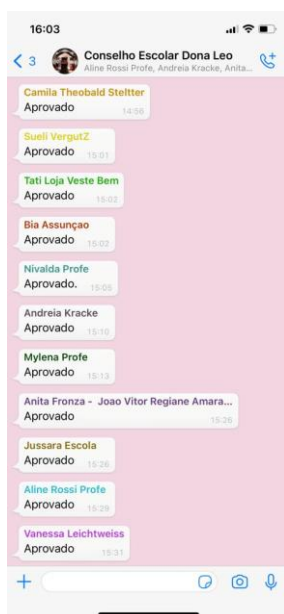 16:03
3
Conselho Escolar Dona Leo
Aline Rossi Profe, Andreia Kracke, Anita...
Camila Theobald Steltter
Aprovado 14:56
Sueli VergutZ
Aprovado 15:01
Tati Loja Veste Bem
Aprovado 15:02
Bia Assunçao
Aprovado 15:02
Nivalda Profe
Aprovado. 15:05
Andreia Kracke
Aprovado 15:10
Mylena Profe
Aprovado 15:13
Anita Fronza - Joao Vitor Regiane Amara...
Aprovado 15:26
Jussara Escola
Aprovado 15:26
Aline Rossi Profe
Aprovado 15:29
Vanessa Leichtweiss
Aprovado 15:31